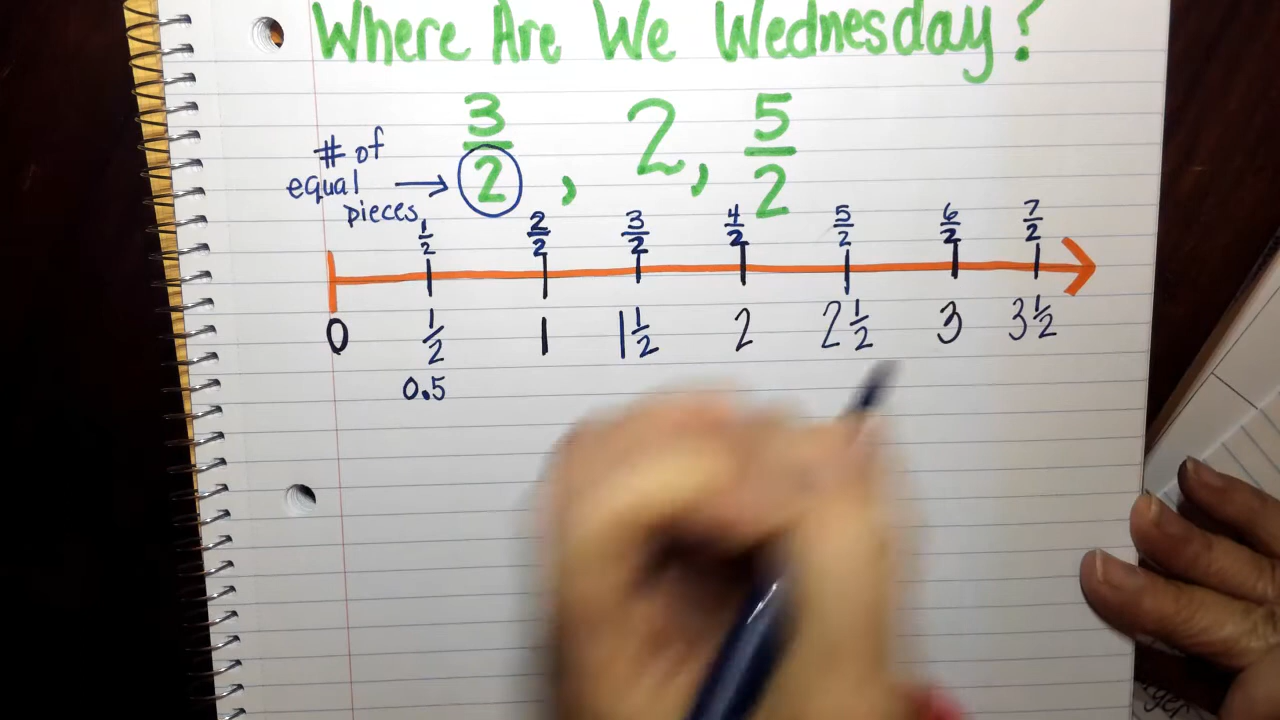 Where Are We Wednesday?
3/2, 2, 5/2
# of
equal →
pieces
1/2 2/2 3/2 4/2 5/2 6/2 7/2
0 1/2 1 1 1/2 2 2 1/2 3 3 1/2
0.5